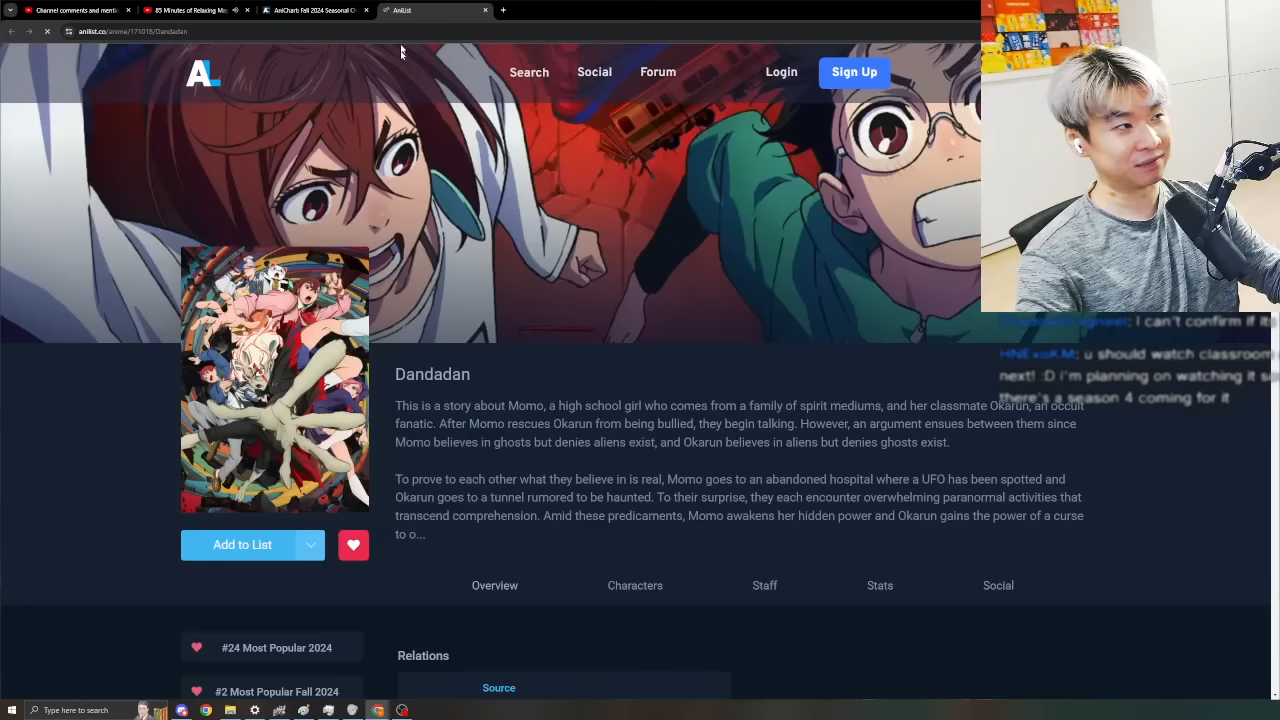 Channel comments and menti
85 Minutes of Relaxing Ma
AniChart: Fall 2024 Seasonal C
AniList
anilist.co/anime/171018/Dandadan
AL
Search
Social
Forum
Login
Sign Up
I can't confirm if it
HNExoKM: u should watch classroom
next! :D i'm planning on watching it
there's a season 4 coming for it
Dandadan
This is a story about Momo, a high school girl who comes from a family of spirit mediums, and her classmate Okarun, an occult
fanatic. After Momo rescues Okarun from being bullied, they begin talking. However, an argument ensues between them since
Momo believes in ghosts but denies aliens exist, and Okarun believes in aliens but denies ghosts exist.
To prove to each other what they believe in is real, Momo goes to an abandoned hospital where a UFO has been spotted and
Okarun goes to a tunnel rumored to be haunted. To their surprise, they each encounter overwhelming paranormal activities that
transcend comprehension. Amid these predicaments, Momo awakens her hidden power and Okarun gains the power of a curse
to o...
Add to List
Overview
Characters
Staff
Stats
Social
#24 Most Popular 2024
Relations
Source
#2 Most Popular Fall 2024
Type here to search